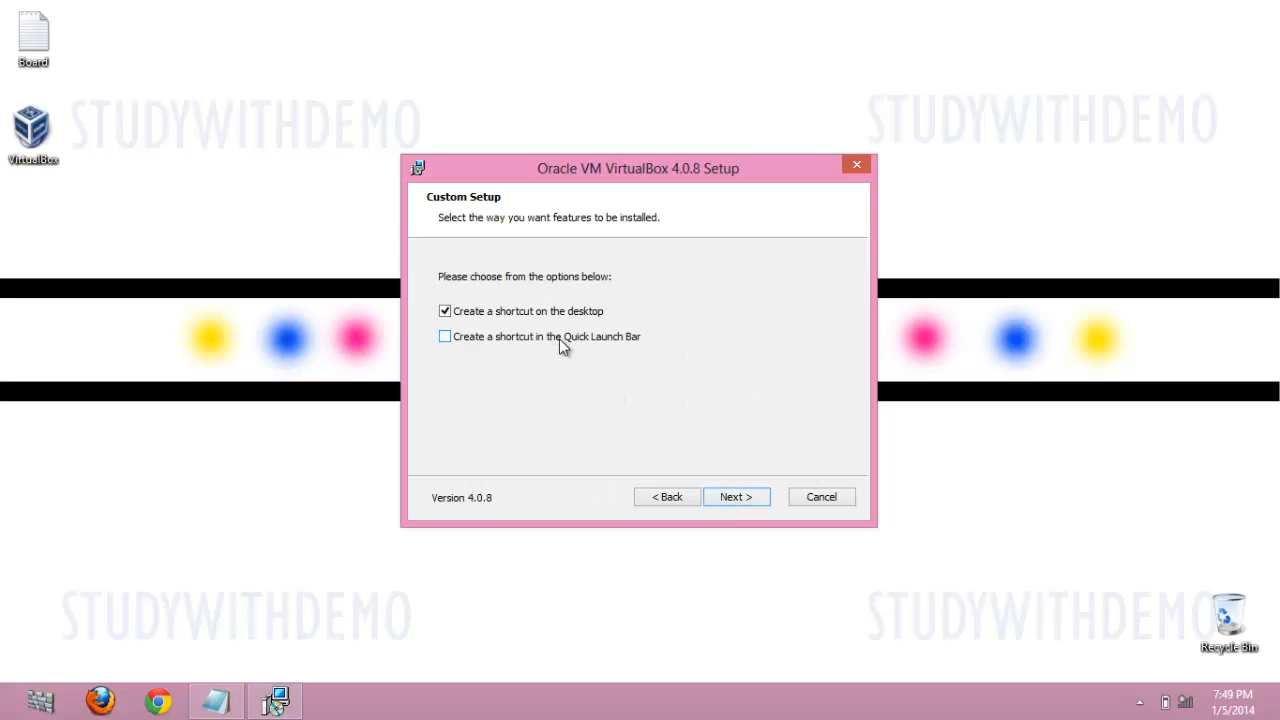 Board
VirtualBox
STUDYWITHDEMO
STUDYWITHDEMO
Oracle VM VirtualBox 4.0.8 Setup
Custom Setup
Select the way you want features to be installed.
Please choose from the options below:
Create a shortcut on the desktop
Create a shortcut in the Quick Launch Bar
Version 4.0.8
< Back
Next >
Cancel
STUDYWITHDEMO
STUDYWITHDEMO
Recycle Bin
7:49 PM
1/5/2014